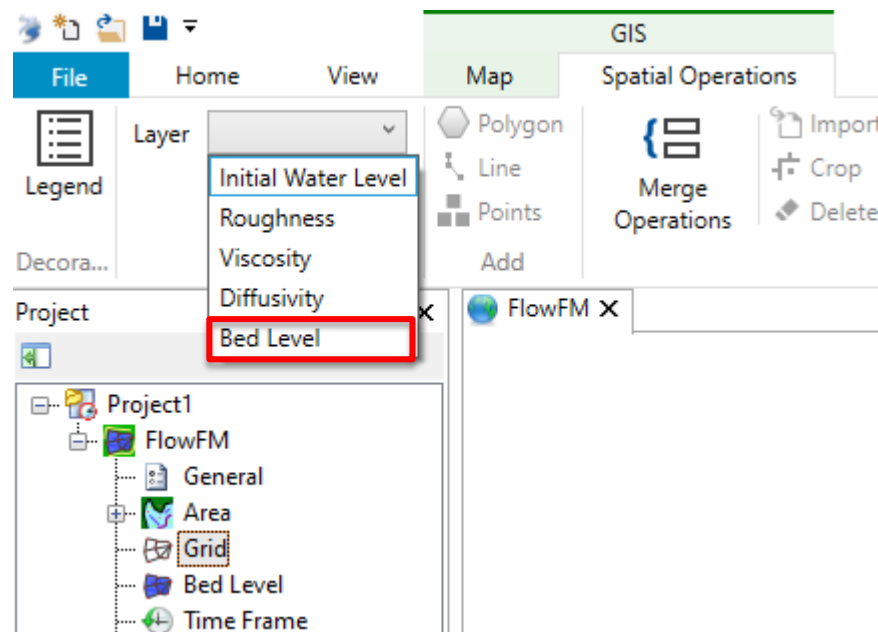 GIS
File Home View Map Spatial Operations
Layer
Legend
Decora...
Initial Water Level
Roughness
Viscosity
Diffusivity
Bed Level
Polygon
Line
Points
Add
Merge
Operations
Import
Crop
Delete
Project
FlowFM
Project1
FlowFM
General
Area
Grid
Bed Level
Time Frame